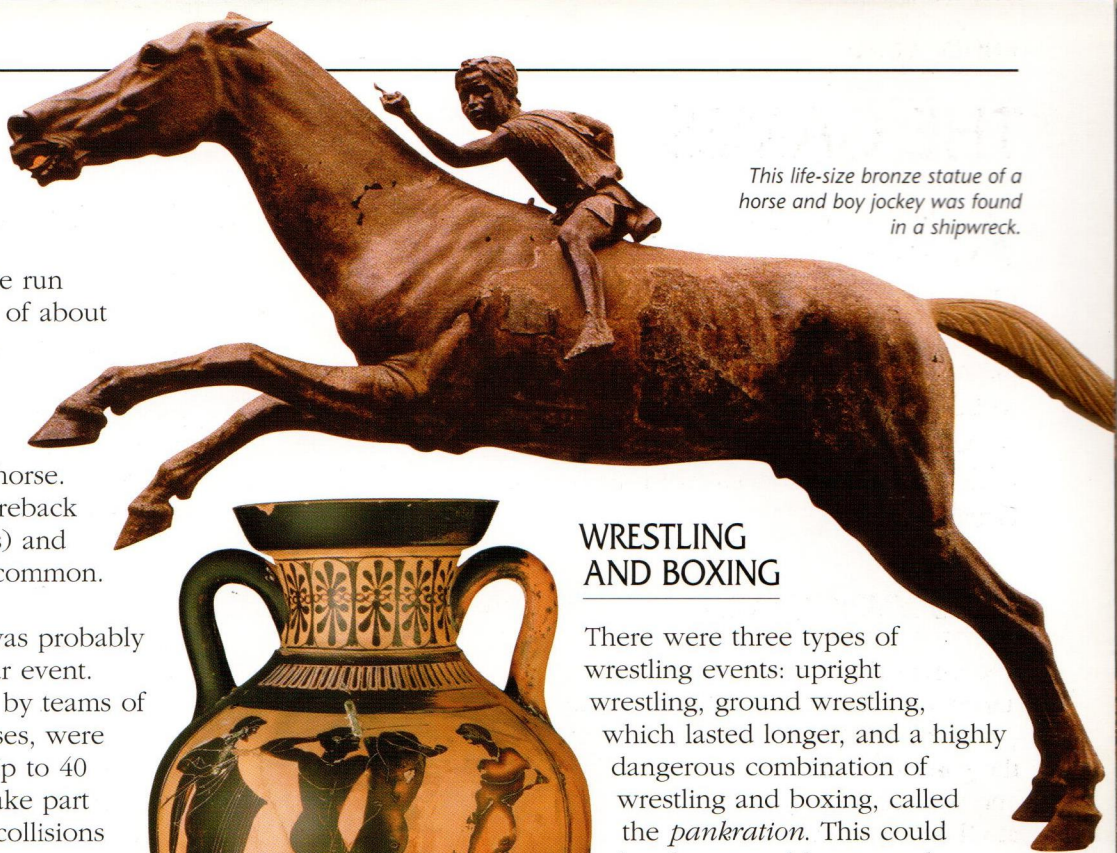 This life-size bronze statue of a
horse and boy jockey was found
in a shipwreck.
run
of about
horse.
and
common.
was probably
event.
by teams of
were
to 40
part
collisions
WRESTLING
AND BOXING
There were three types of
wrestling events: upright
wrestling, ground wrestling,
which lasted longer, and a highly
dangerous combination of
wrestling and boxing, called
the pankration. This could